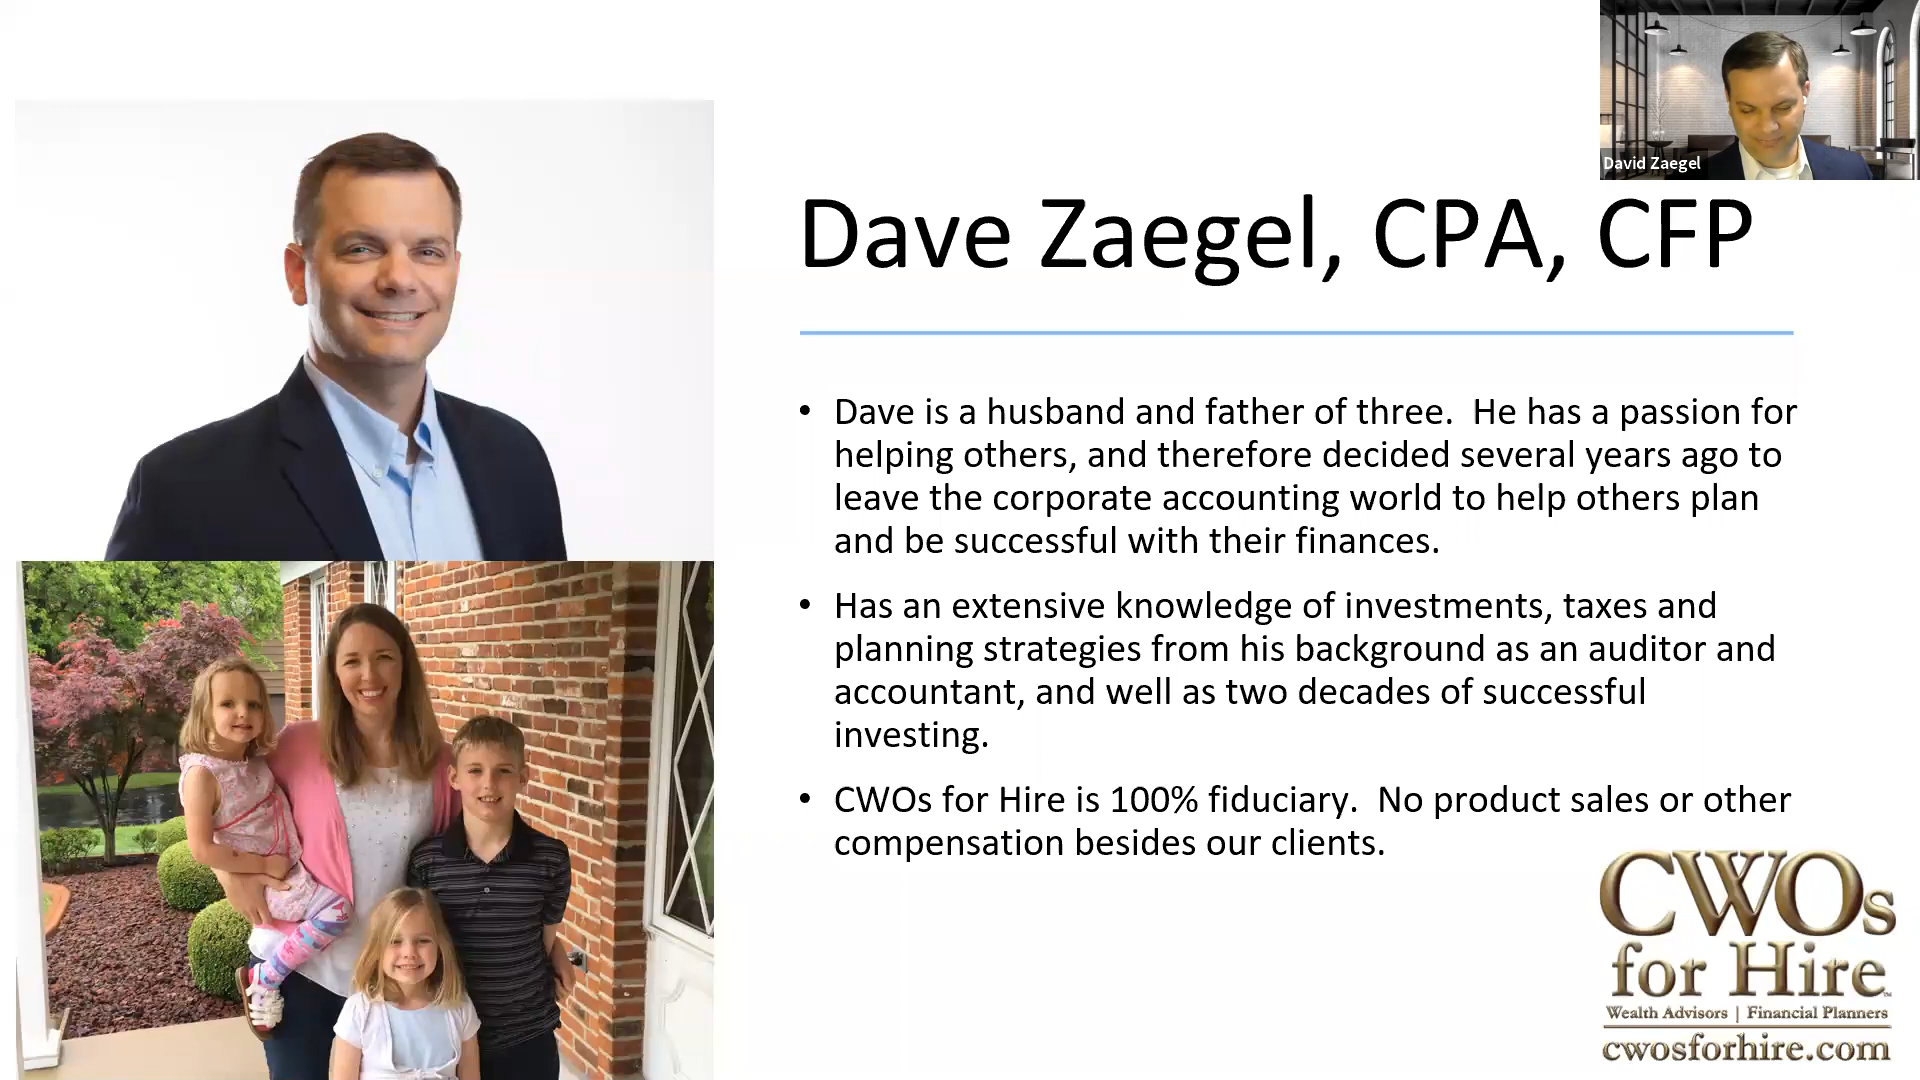 David Zaegel
Dave Zaegel, CPA, CFP
• Dave is a husband and father of three.  He has a passion for
helping others, and therefore decided several years ago to
leave the corporate accounting world to help others plan
and be successful with their finances.
• Has an extensive knowledge of investments, taxes and
planning strategies from his background as an auditor and
accountant, and well as two decades of successful
investing.
• CWOs for Hire is 100% fiduciary.  No product sales or other
compensation besides our clients.
CWOs
for Hire™
Wealth Advisors | Financial Planners
cwosforhire.com